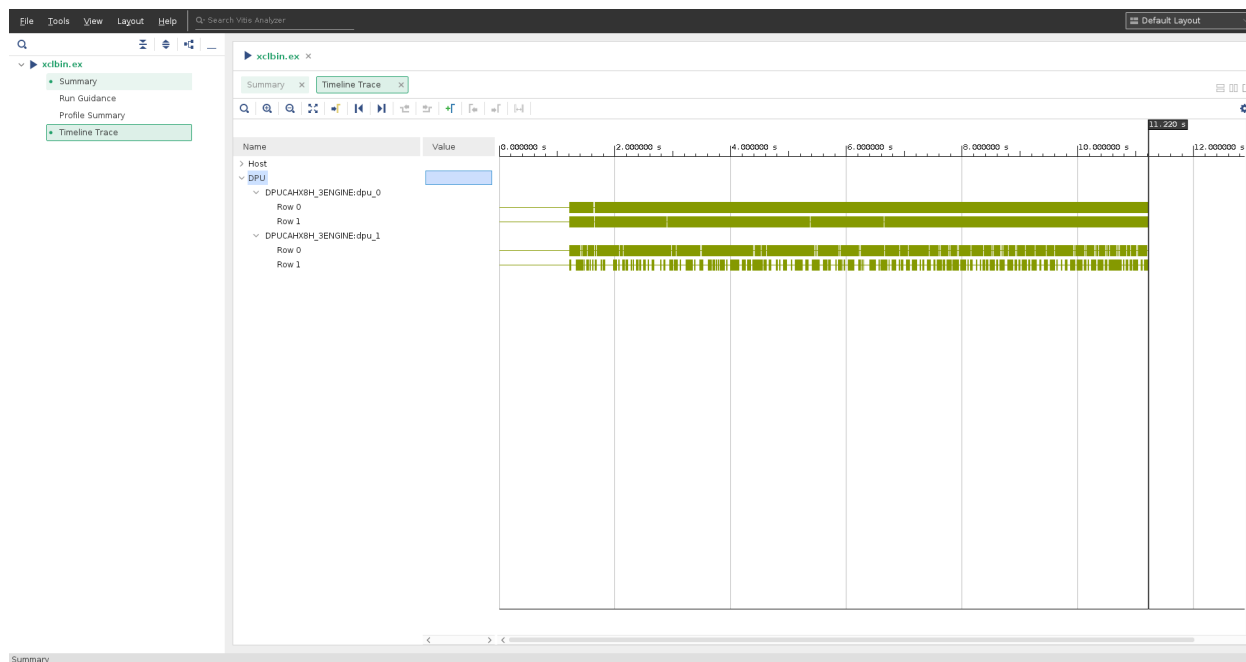 File Tools View Layout Help Q- Search Vitis Analyzer Default Layout
xclbin.ex
Summary
Run Guidance
Profile Summary
Timeline Trace
xclbin.ex ×
Summary × Timeline Trace ×
11.220 s
Name Value 0.000000 s 2.000000 s 4.000000 s 6.000000 s 8.000000 s 10.000000 s 12.000000 s
Host
DPU
DPUCAHX8H_3ENGINE:dpu_0
Row 0
Row 1
DPUCAHX8H_3ENGINE:dpu_1
Row 0
Row 1
Summary